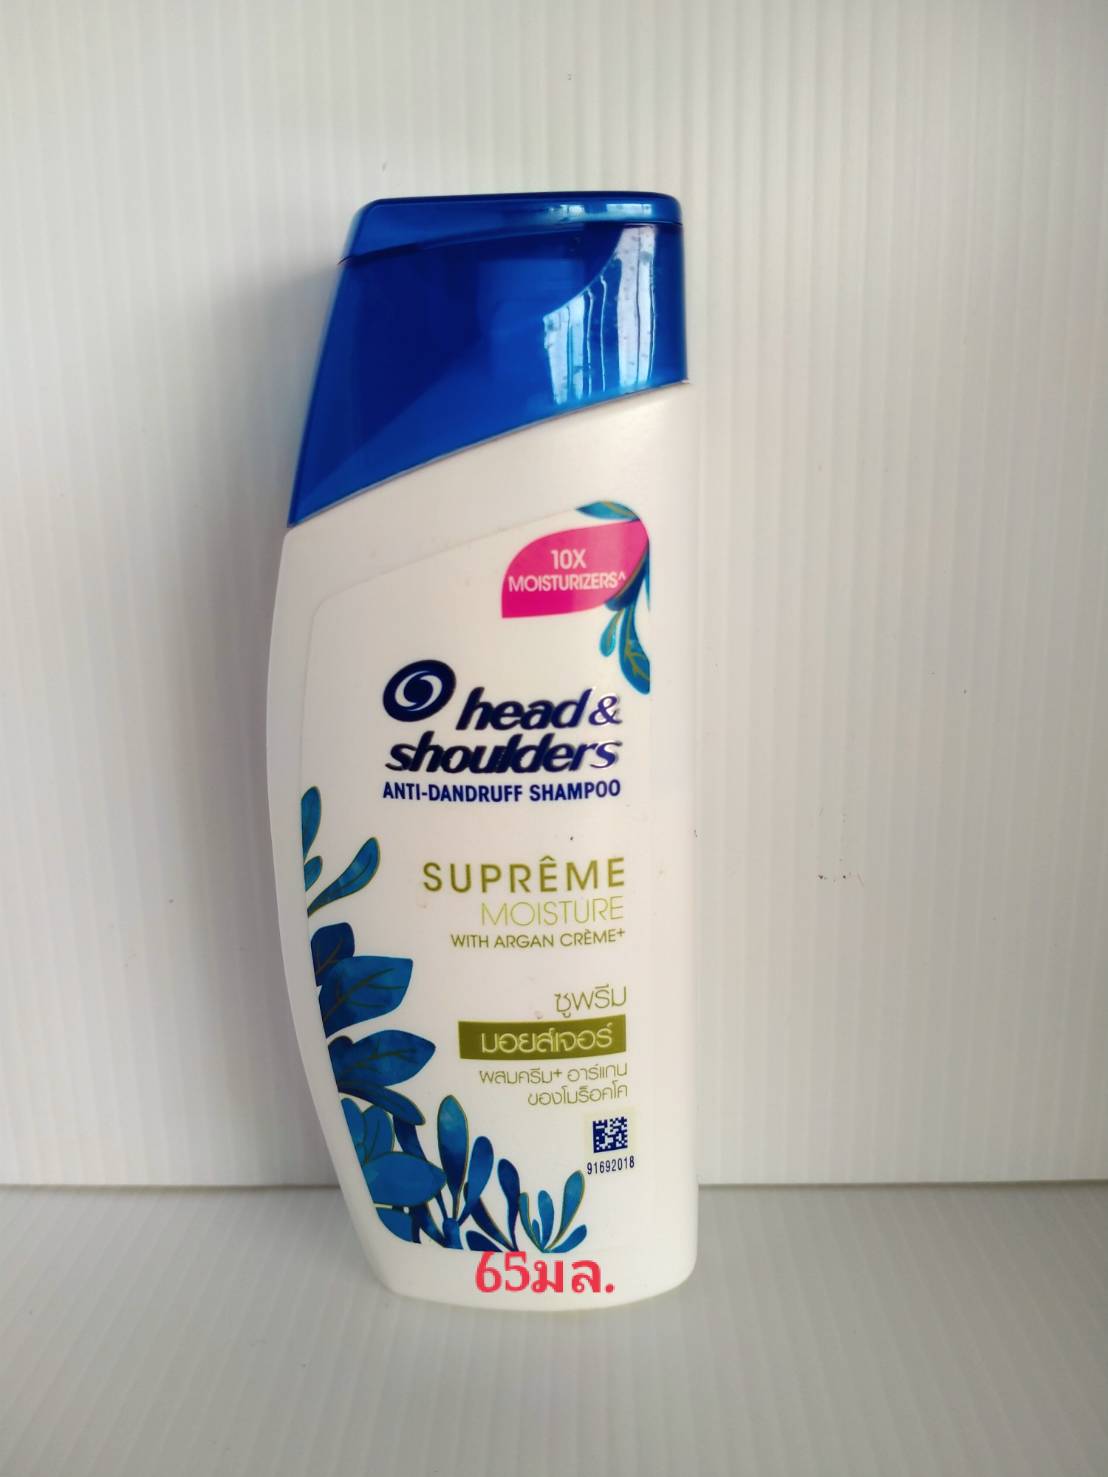 10X
MOISTURIZERS^
head &
shoulders
ANTI-DANDRUFF SHAMPOO
SUPRÊME
MOISTURE
WITH ARGAN CRÈME+
ซูพรีม
มอยส์เจอร์
ผสมครีม+ อาร์แกน
ของโมร็อคโค
91692018
65มล.